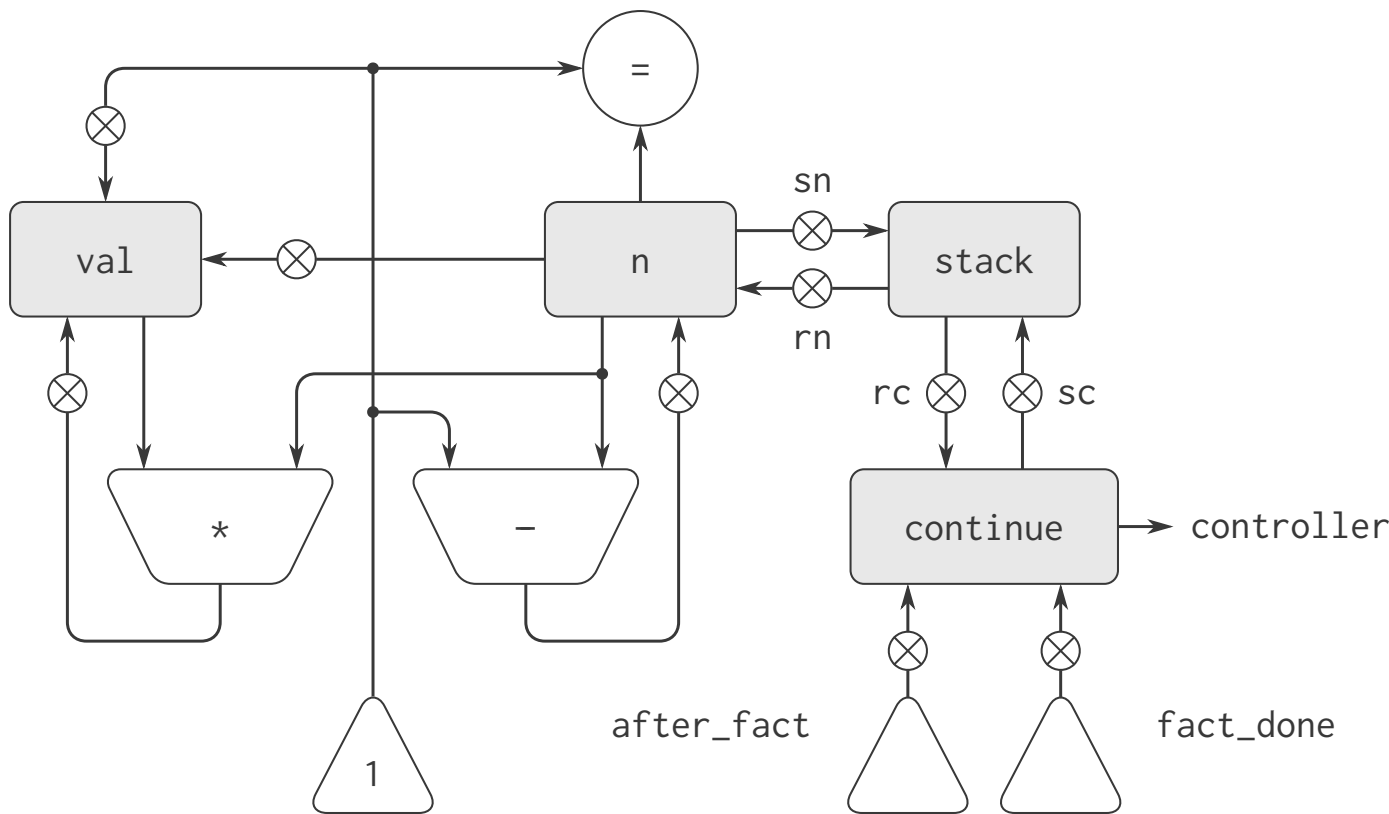 =
sn
val
n
stack
rn
rc
sc
*
−
continue
controller
after_fact
fact_done
1